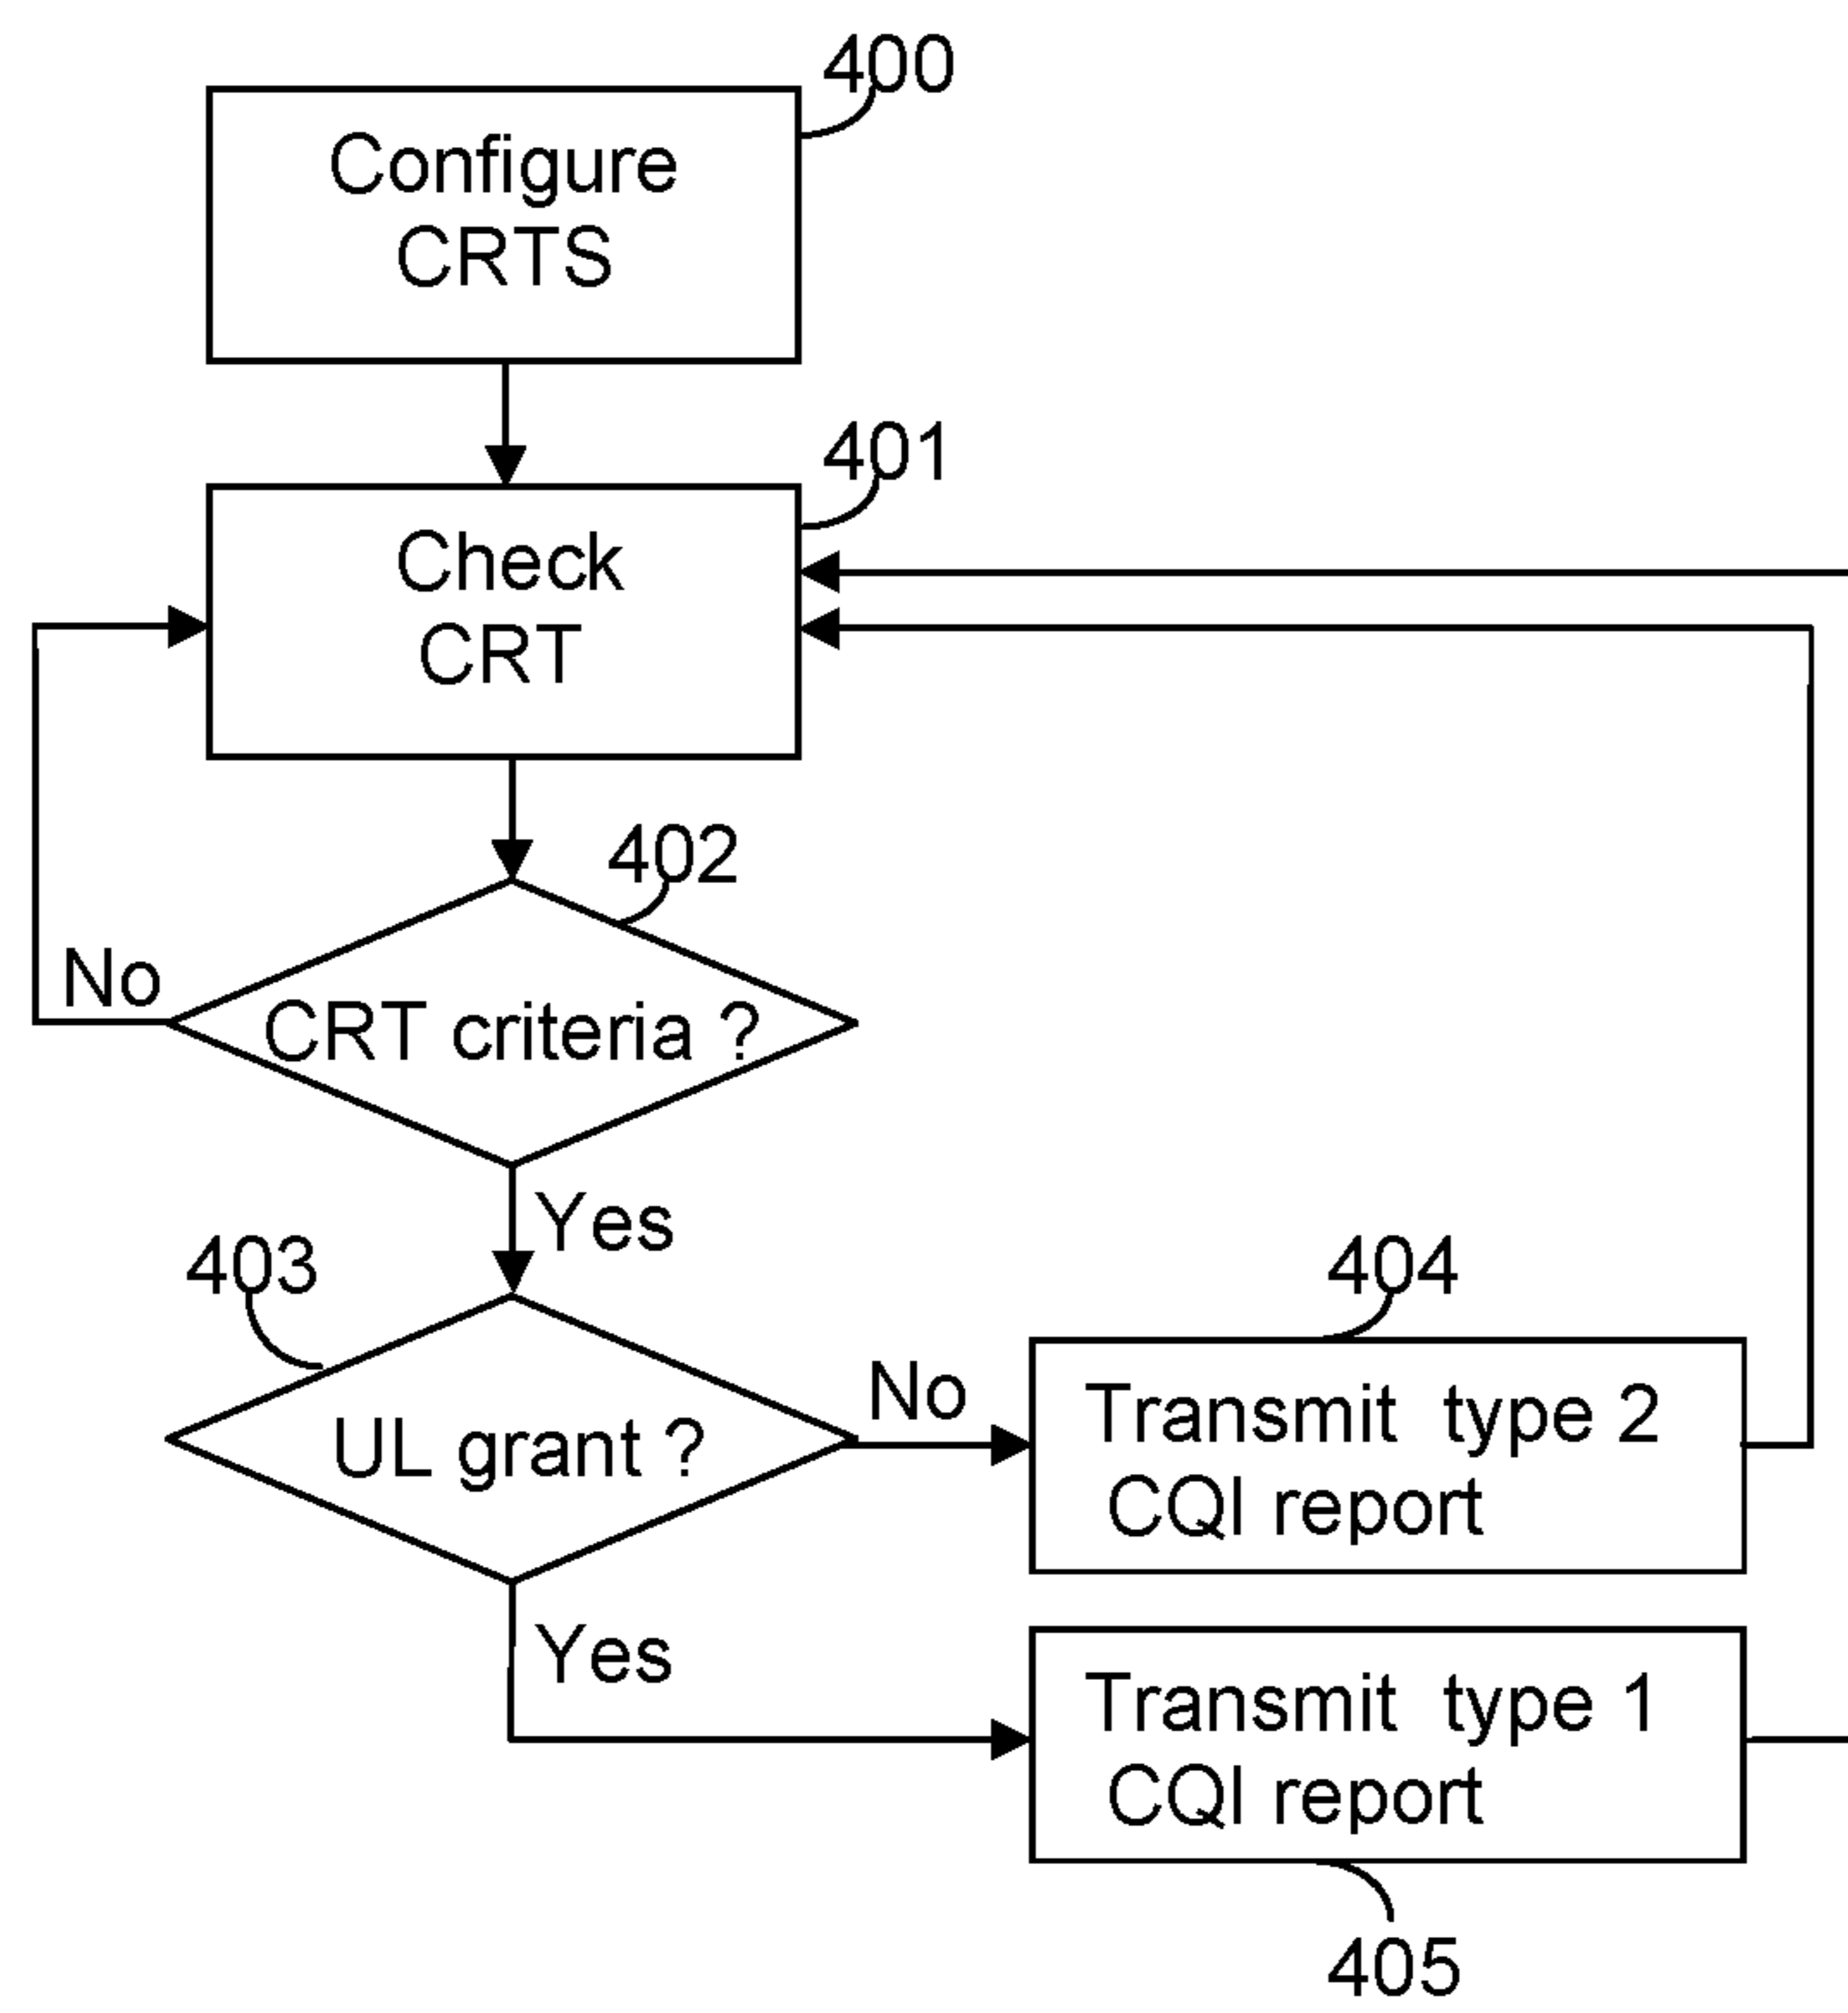 400
Configure
CRTS
401
Check
CRT
402
No
CRT criteria ?
Yes
403
404
UL grant ?
No
Transmit type 2
CQI report
Yes
Transmit type 1
CQI report
405